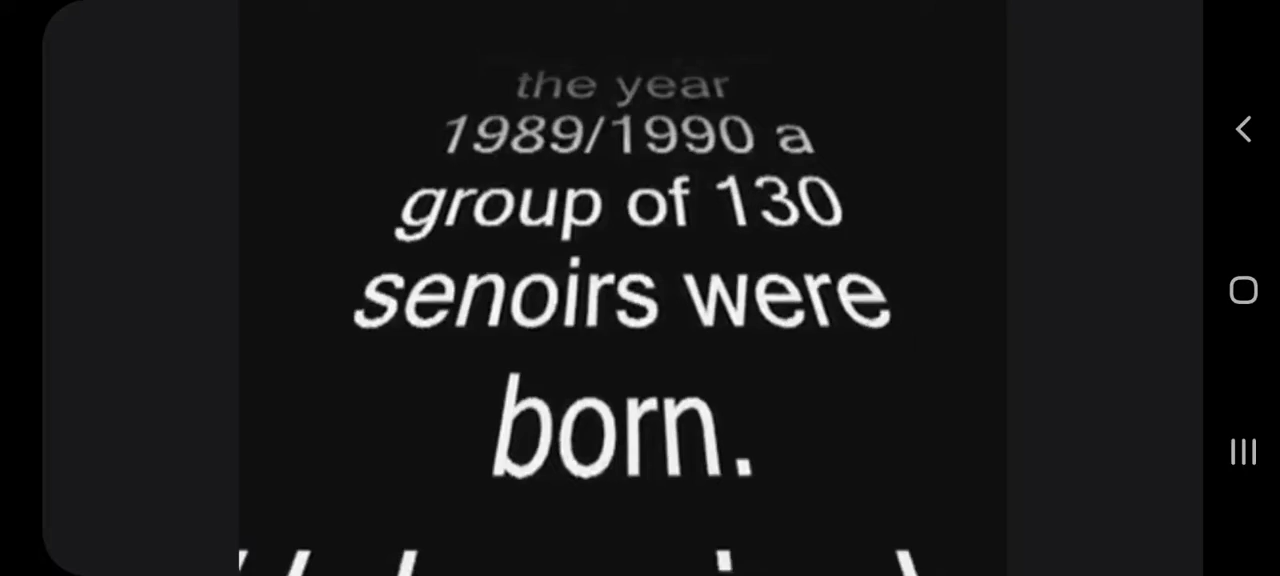 the year
1989/1990 a
group of 130
senoirs were
born.